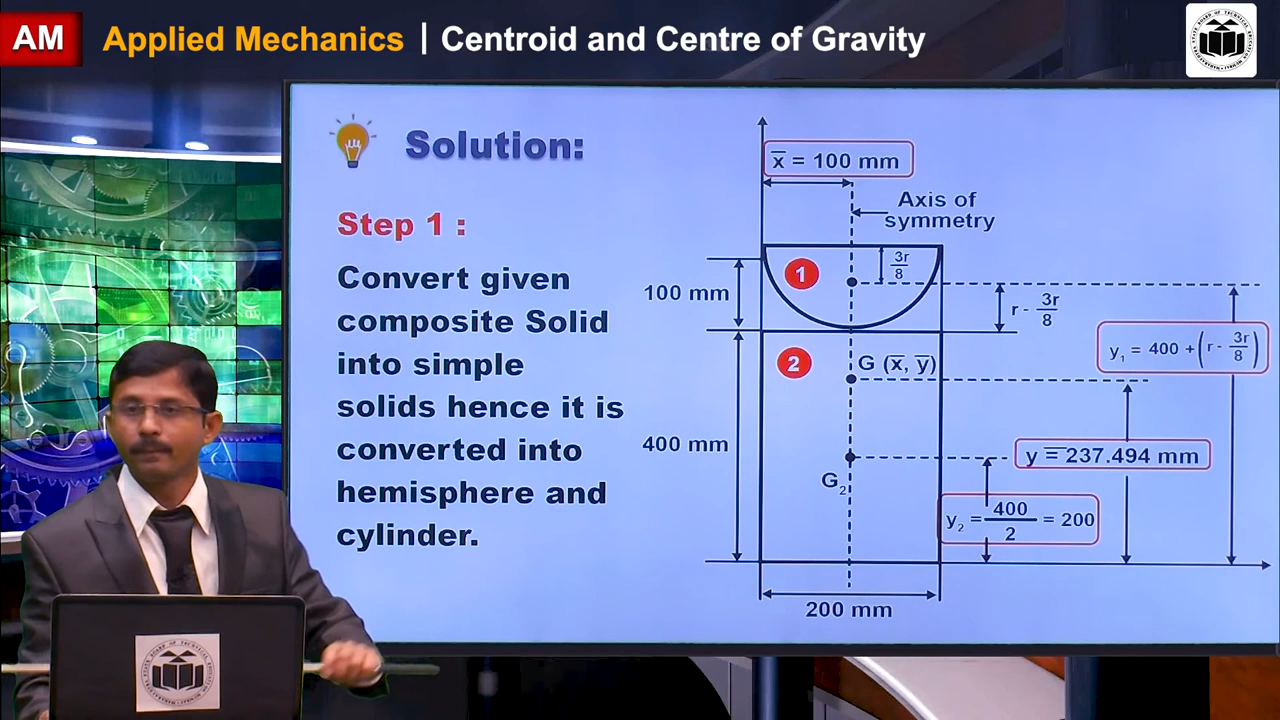 AM
Applied Mechanics | Centroid and Centre of Gravity
Solution:
Step 1 :
Convert given
composite Solid
into simple
solids hence it is
converted into
hemisphere and
cylinder.
x̅ = 100 mm
Axis of
symmetry
1
3r
8
100 mm
r - 3r
8
y₁ = 400 + (r - 3r/8)
2
G (x̅, y̅)
400 mm
y̅ = 237.494 mm
G₂
y₂ = 400/2 = 200
200 mm